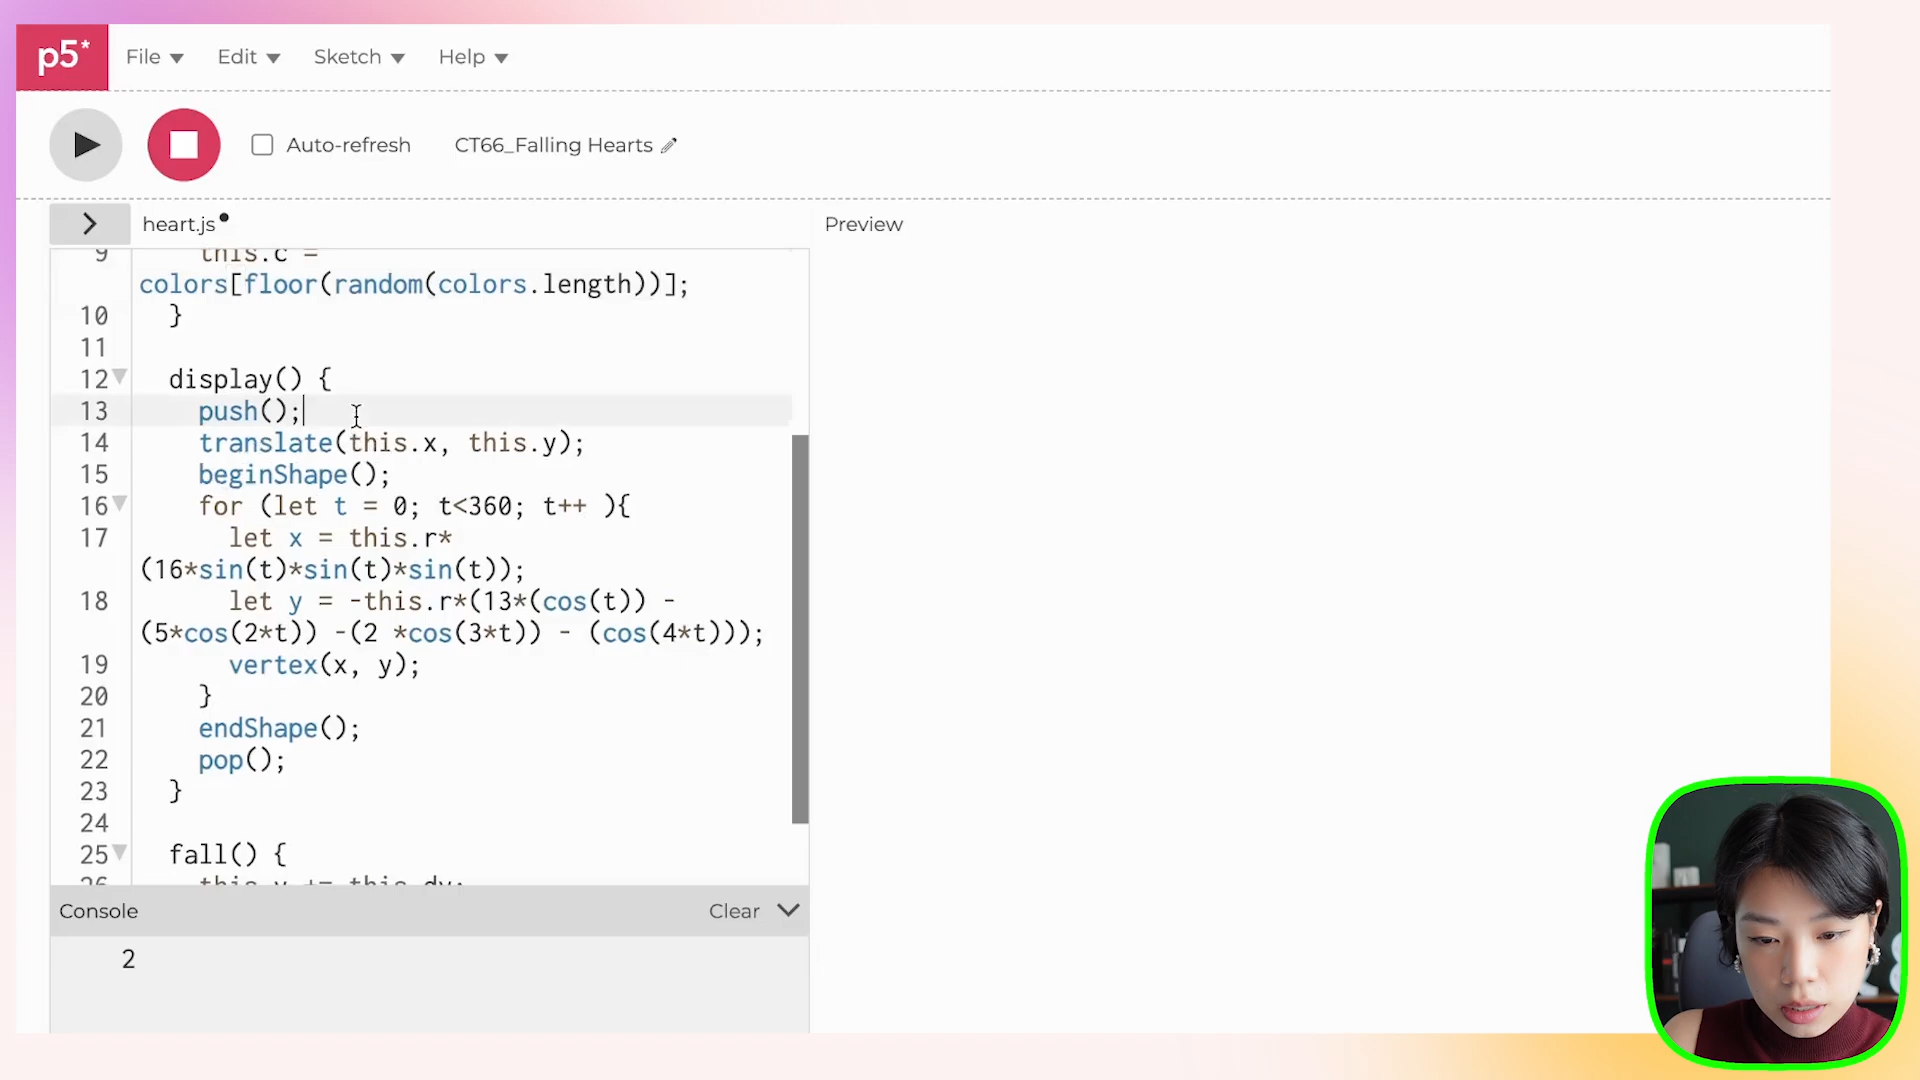 p5*
File Edit Sketch Help
Auto-refresh CT66_Falling Hearts
heart.js
Preview
9 this.c =
colors[floor(random(colors.length))];
10 }
11
12 display() {
13 push();
14 translate(this.x, this.y);
15 beginShape();
16 for (let t = 0; t<360; t++ ){
17 let x = this.r*
(16*sin(t)*sin(t)*sin(t));
18 let y = -this.r*(13*(cos(t)) -
(5*cos(2*t)) -(2 *cos(3*t)) - (cos(4*t)));
19 vertex(x, y);
20 }
21 endShape();
22 pop();
23 }
24
25 fall() {
26 this.y += this.dy;
Console Clear
2